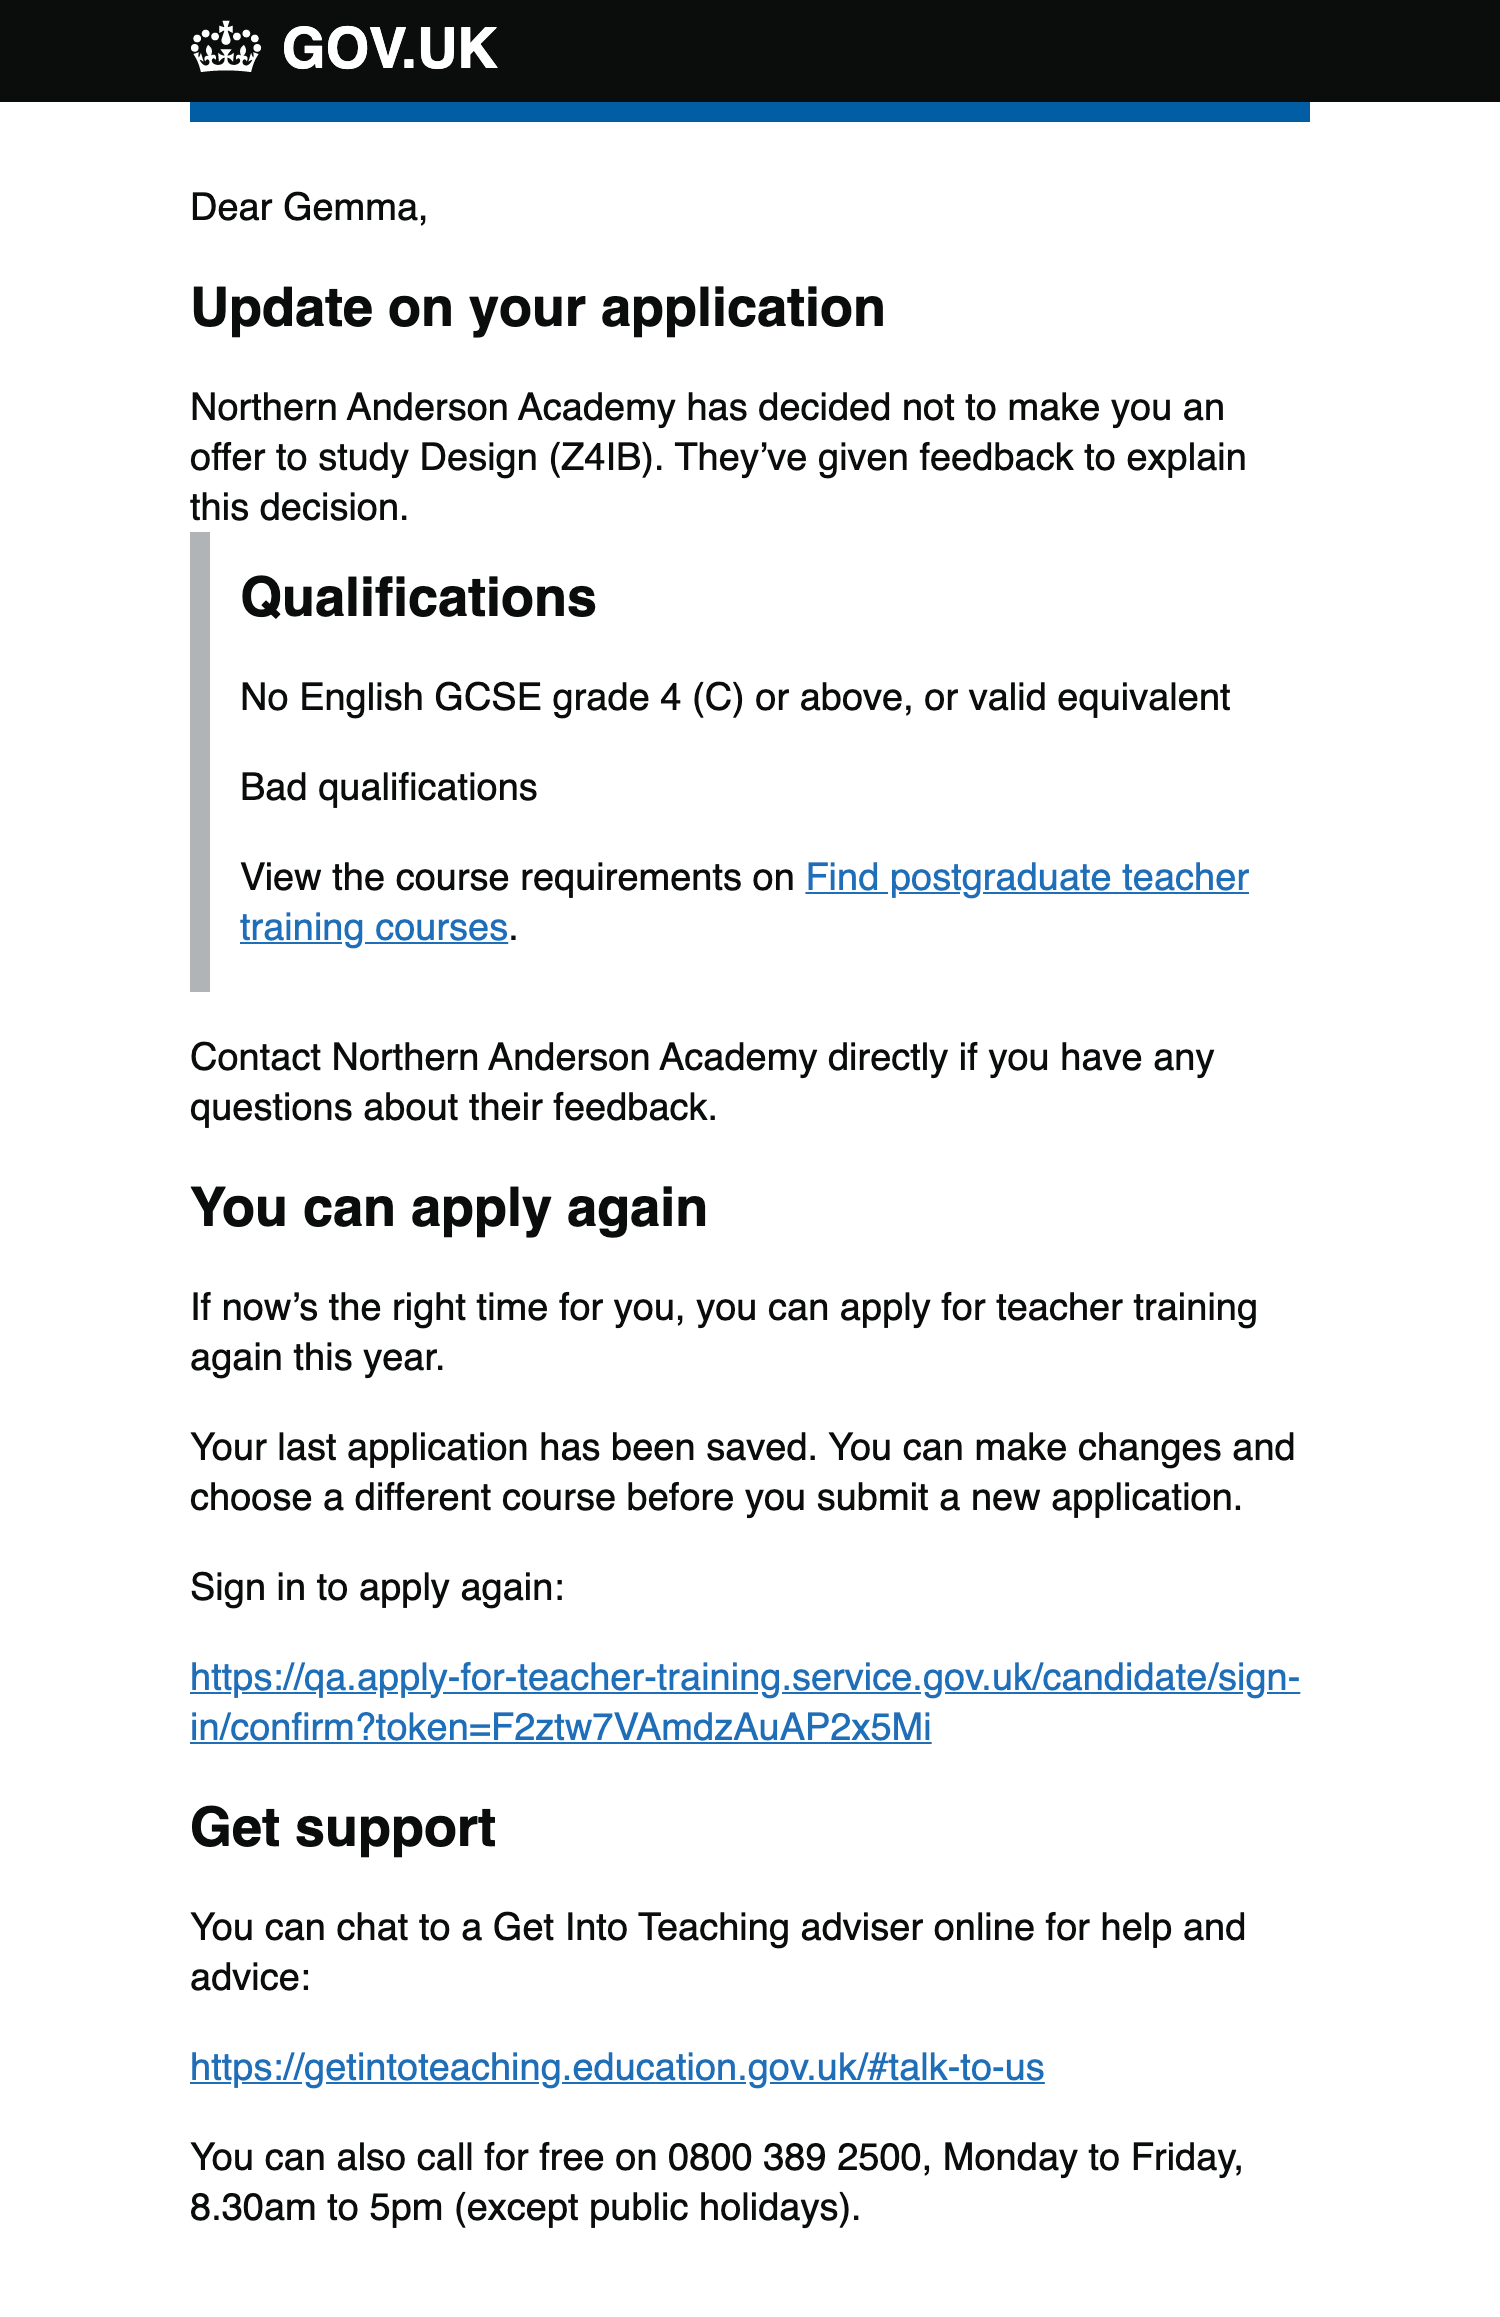 GOV.UK
Dear Gemma,
Update on your application
Northern Anderson Academy has decided not to make you an
offer to study Design (Z4IB). They’ve given feedback to explain
this decision.
Qualifications
No English GCSE grade 4 (C) or above, or valid equivalent
Bad qualifications
View the course requirements on Find postgraduate teacher
training courses.
Contact Northern Anderson Academy directly if you have any
questions about their feedback.
You can apply again
If now’s the right time for you, you can apply for teacher training
again this year.
Your last application has been saved. You can make changes and
choose a different course before you submit a new application.
Sign in to apply again:
https://qa.apply-for-teacher-training.service.gov.uk/candidate/sign-
in/confirm?token=F2ztw7VAmdzAuAP2x5Mi
Get support
You can chat to a Get Into Teaching adviser online for help and
advice:
https://getintoteaching.education.gov.uk/#talk-to-us
You can also call for free on 0800 389 2500, Monday to Friday,
8.30am to 5pm (except public holidays).